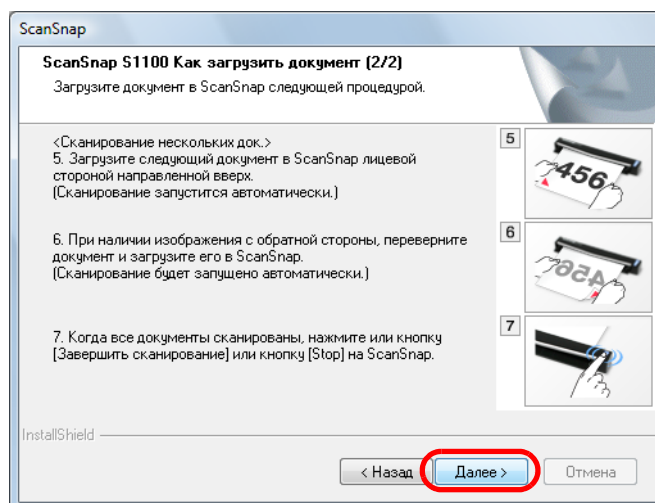 ScanSnap
ScanSnap S1100 Как загрузить документ (2/2)
Загрузите документ в ScanSnap следующей процедурой.
<Сканирование нескольких док.>
5. Загрузите следующий документ в ScanSnap лицевой
стороной направленной вверх.
(Сканирование запустится автоматически.)
5
456
6. При наличии изображения с обратной стороны, переверните
документ и загрузите его в ScanSnap.
(Сканирование будет запущено автоматически.)
6
456
7. Когда все документы сканированы, нажмите или кнопку
[Завершить сканирование] или кнопку [Stop] на ScanSnap.
7
InstallShield
< Назад
Далее >
Отмена